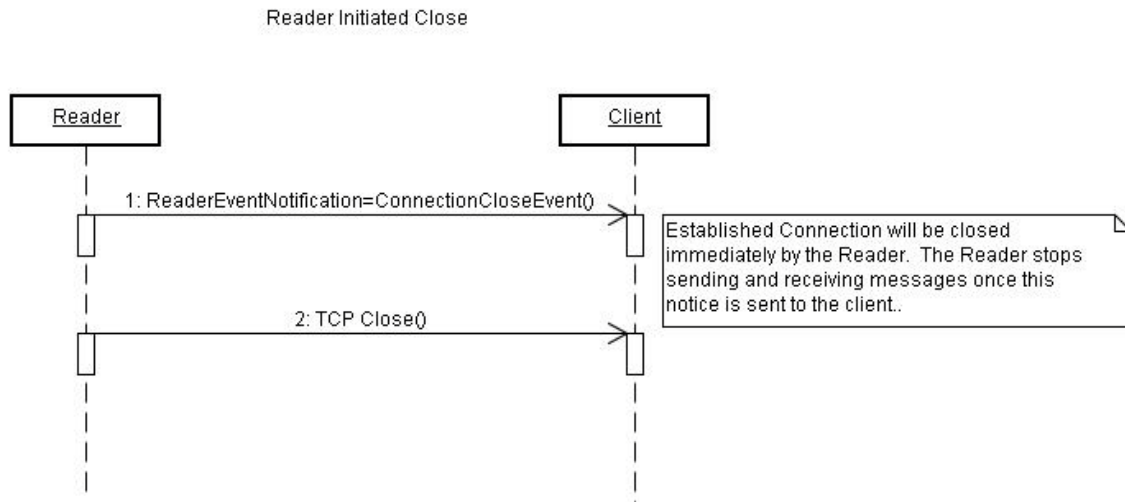 Reader Initiated Close
Reader
Client
1: ReaderEventNotification=ConnectionCloseEvent()
Established Connection will be closed
immediately by the Reader.  The Reader stops
sending and receiving messages once this
notice is sent to the client..
2: TCP Close()